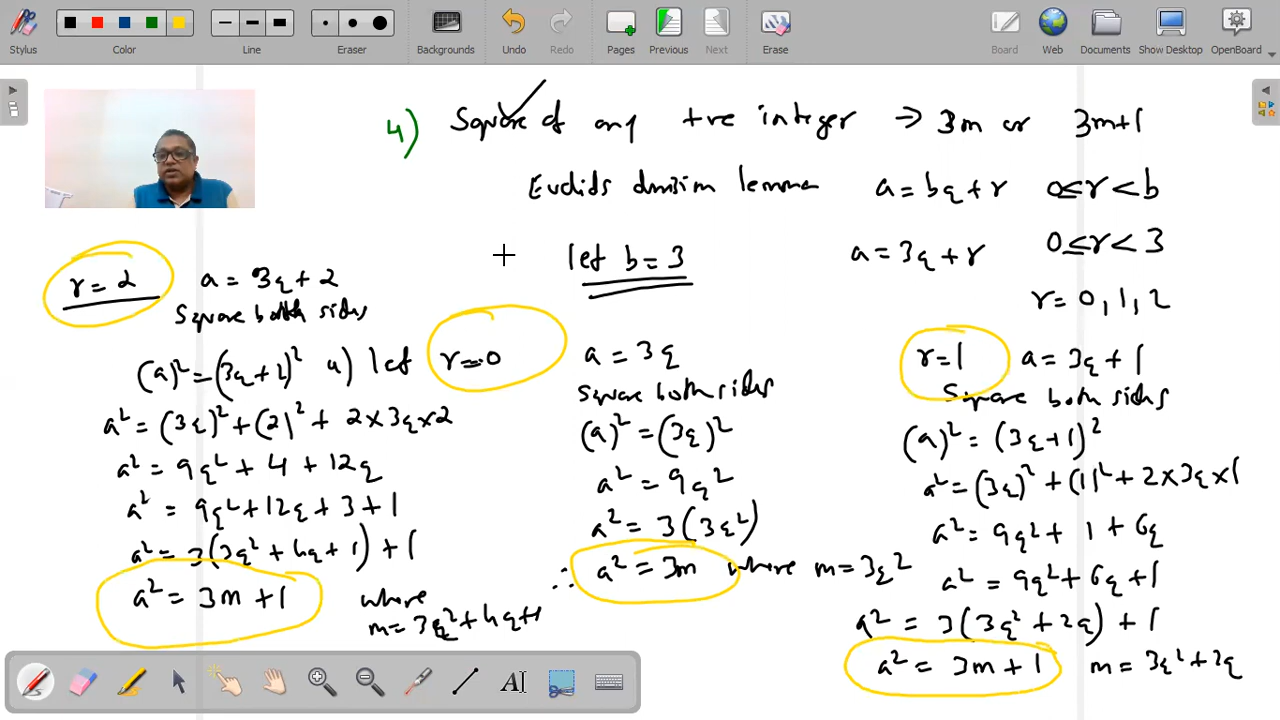 Stylus
Color
Line
Eraser
Backgrounds
Undo
Redo
Pages
Previous
Next
Erase
Board
Web
Documents
Show Desktop
OpenBoard
4) Square of any +ve integer → 3m or 3m+1
Euclids division lemma a = bq + r 0≤r<b
let b = 3 a = 3q + r 0≤r<3
r = 0, 1, 2
r = 2 a = 3q + 2
Square both sides
(a)² = (3q+2)²
a² = (3q)² + (2)² + 2×3q×2
a² = 9q² + 4 + 12q
a² = 9q² + 12q + 3 + 1
a² = 3(3q² + 4q + 1) + 1
a² = 3m + 1 where
m = 3q² + 4q+1
4) let r = 0 a = 3q
Square both sides
(a)² = (3q)²
a² = 9q²
a² = 3(3q²)
∴ a² = 3m where m = 3q²
r = 1 a = 3q + 1
Square both sides
(a)² = (3q+1)²
a² = (3q)² + (1)² + 2×3q×1
a² = 9q² + 1 + 6q
a² = 9q² + 6q + 1
a² = 3(3q² + 2q) + 1
a² = 3m + 1 m = 3q² + 2q